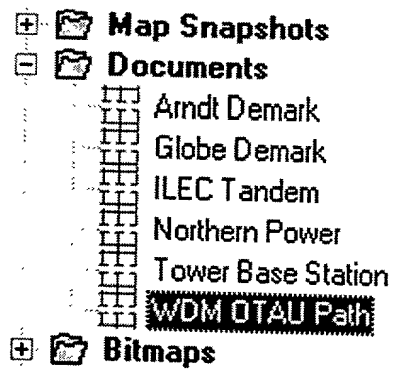 Map Snapshots
Documents
Arndt Demark
Globe Demark
ILEC Tandem
Northern Power
Tower Base Station
WDM OTAU Path
Bitmaps